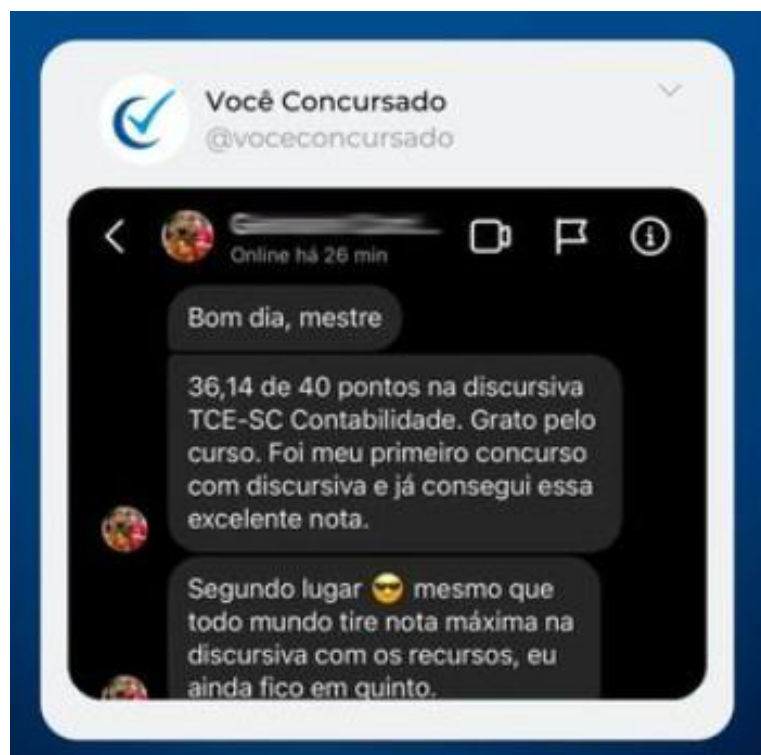 Você Concursado
@voceconcursado
Online há 26 min
Bom dia, mestre
36,14 de 40 pontos na discursiva
TCE-SC Contabilidade. Grato pelo
curso. Foi meu primeiro concurso
com discursiva e já consegui essa
excelente nota.
Segundo lugar 😎 mesmo que
todo mundo tire nota máxima na
discursiva com os recursos, eu
ainda fico em quinto.